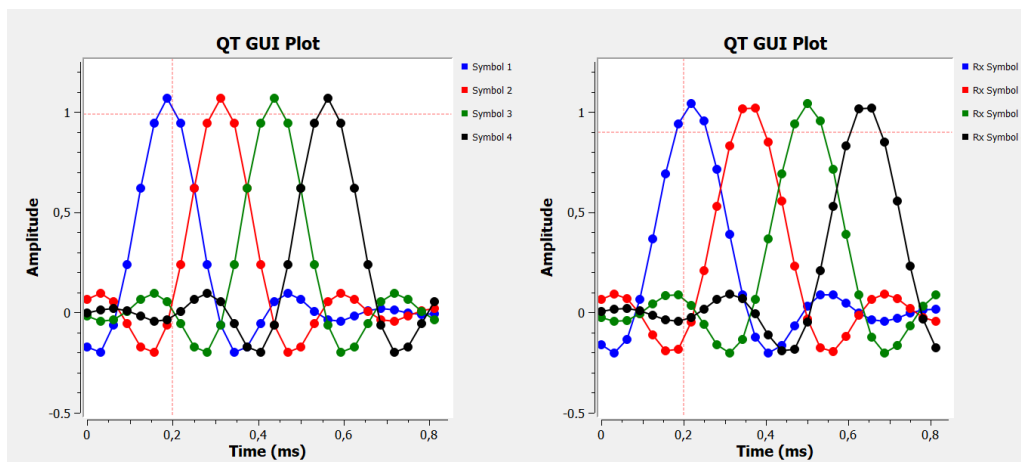 QT GUI Plot
Symbol 1
Symbol 2
Symbol 3
Symbol 4
Amplitude
1
0,5
0
-0.5
0
0,2
0,4
0,6
0,8
Time (ms)
QT GUI Plot
Rx Symbol
Rx Symbol
Rx Symbol
Rx Symbol
Amplitude
1
0,5
0
-0.5
0
0,2
0,4
0,6
0,8
Time (ms)